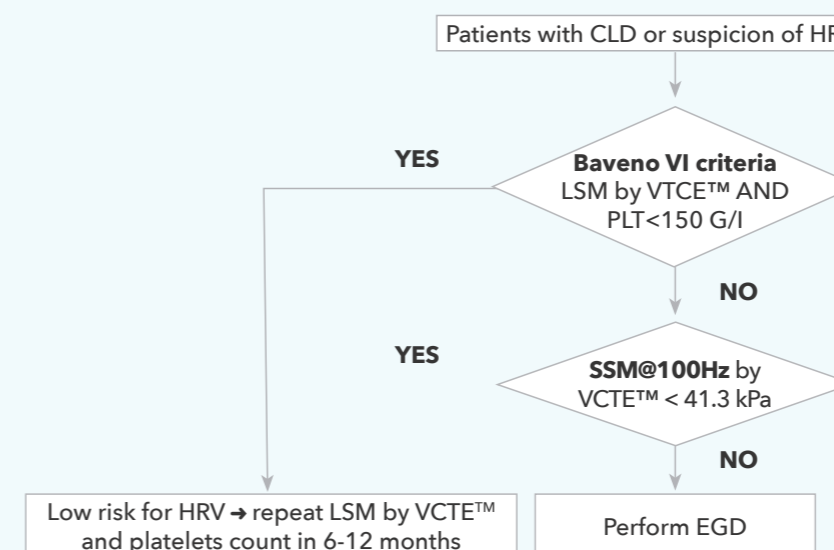 Patients with CLD or suspicion of HR
YES
Baveno VI criteria
LSM by VTCE™ AND
PLT<150 G/l
NO
YES
SSM@100Hz by
VCTE™ < 41.3 kPa
NO
Low risk for HRV → repeat LSM by VCTE™
and platelets count in 6-12 months
Perform EGD